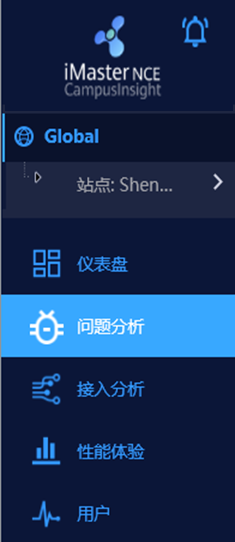 iMaster NCE
CampusInsight
Global
站点: Shen...
仪表盘
问题分析
接入分析
性能体验
用户